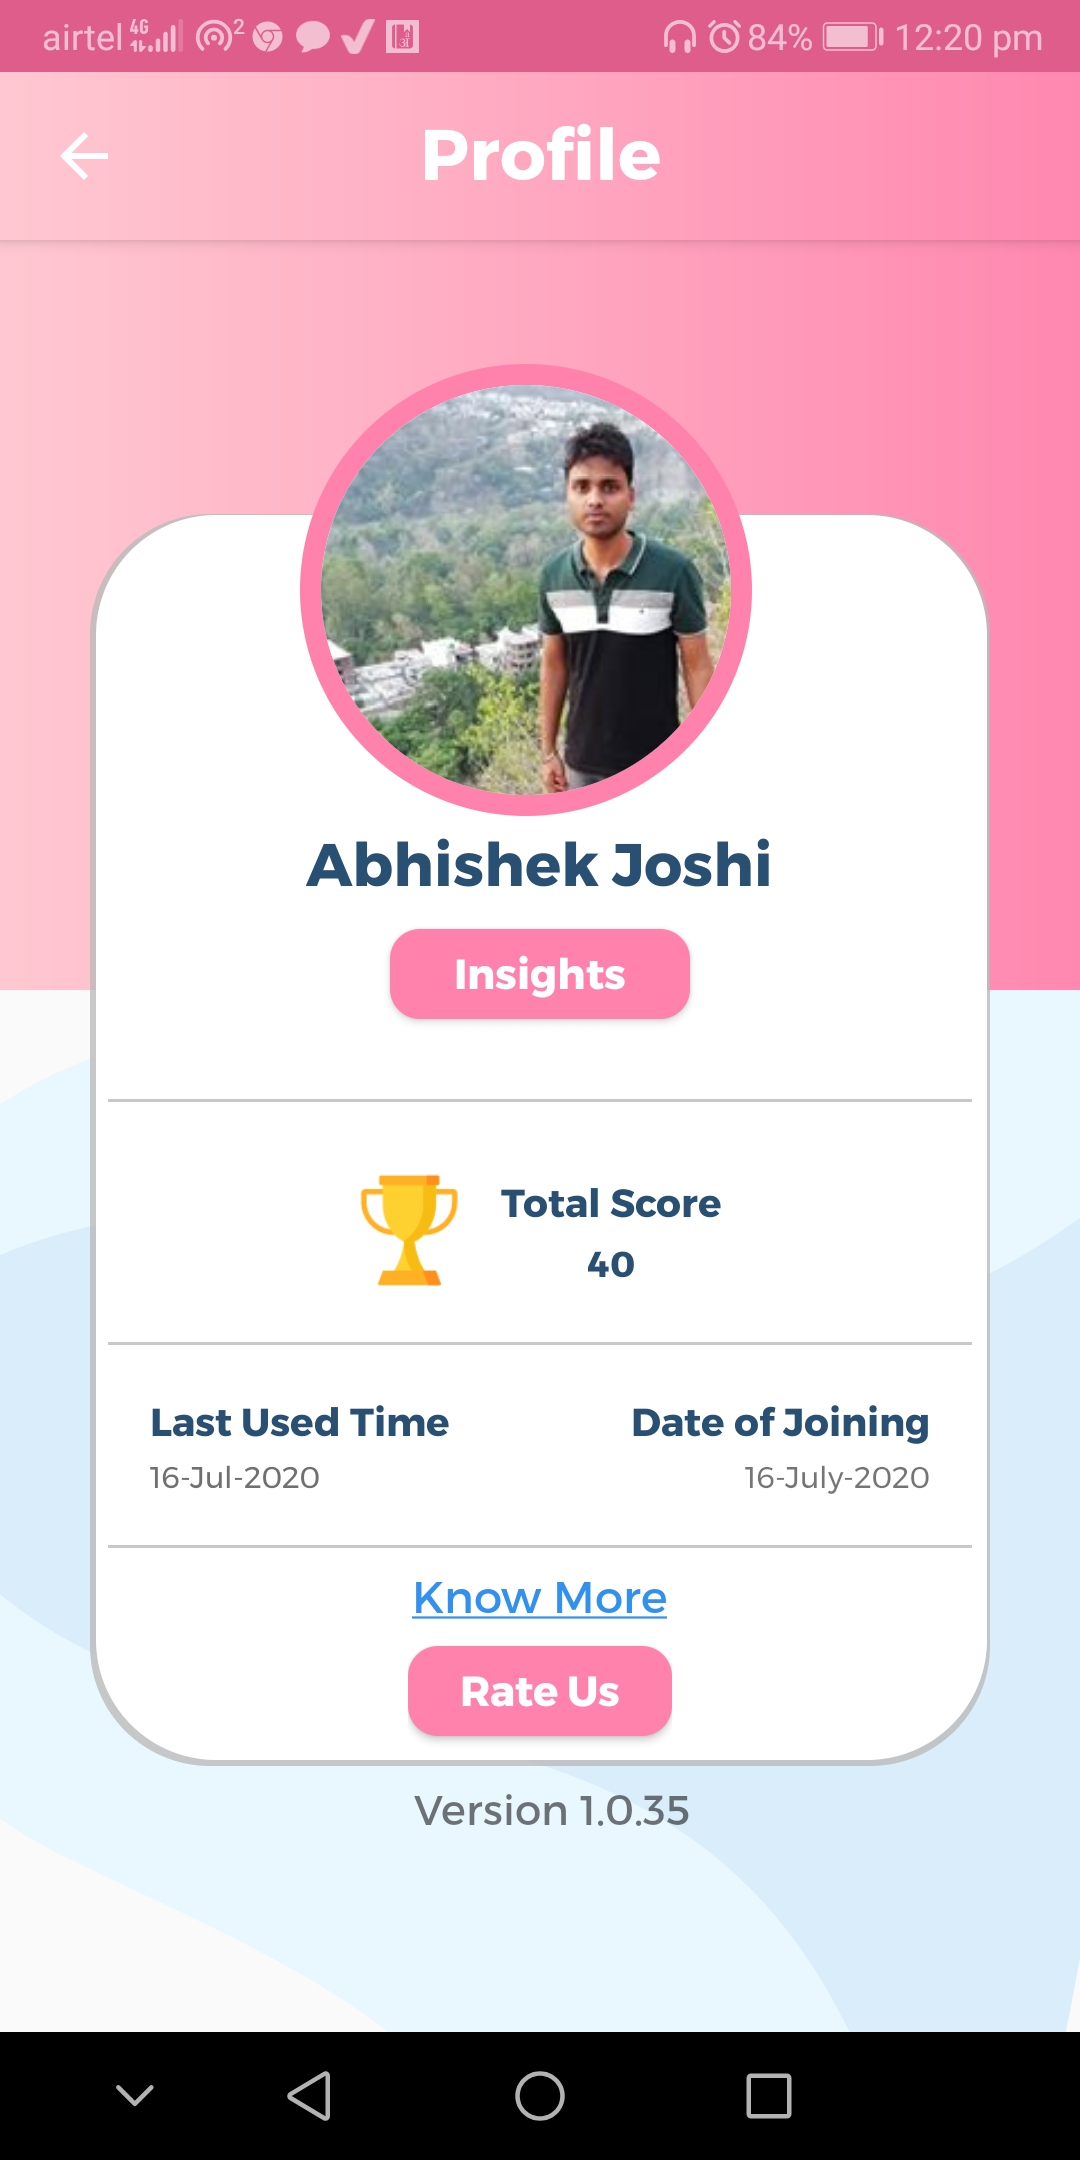 airtel 4G 2 84% 12:20 pm
Profile
Abhishek Joshi
Insights
Total Score
40
Last Used Time Date of Joining
16-Jul-2020 16-July-2020
Know More
Rate Us
Version 1.0.35